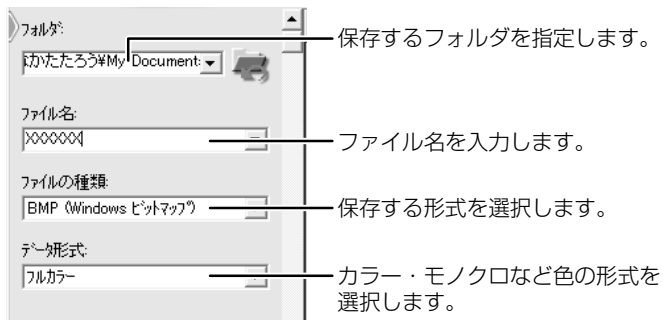 フォルダ:
保存するフォルダを指定します。
かたたろう¥My Document
ファイル名:
XXXXXX
ファイル名を入力します。
ファイルの種類:
BMP (Windows ビットマップ)
保存する形式を選択します。
データ形式:
フルカラー
カラー・モノクロなど色の形式を
選択します。